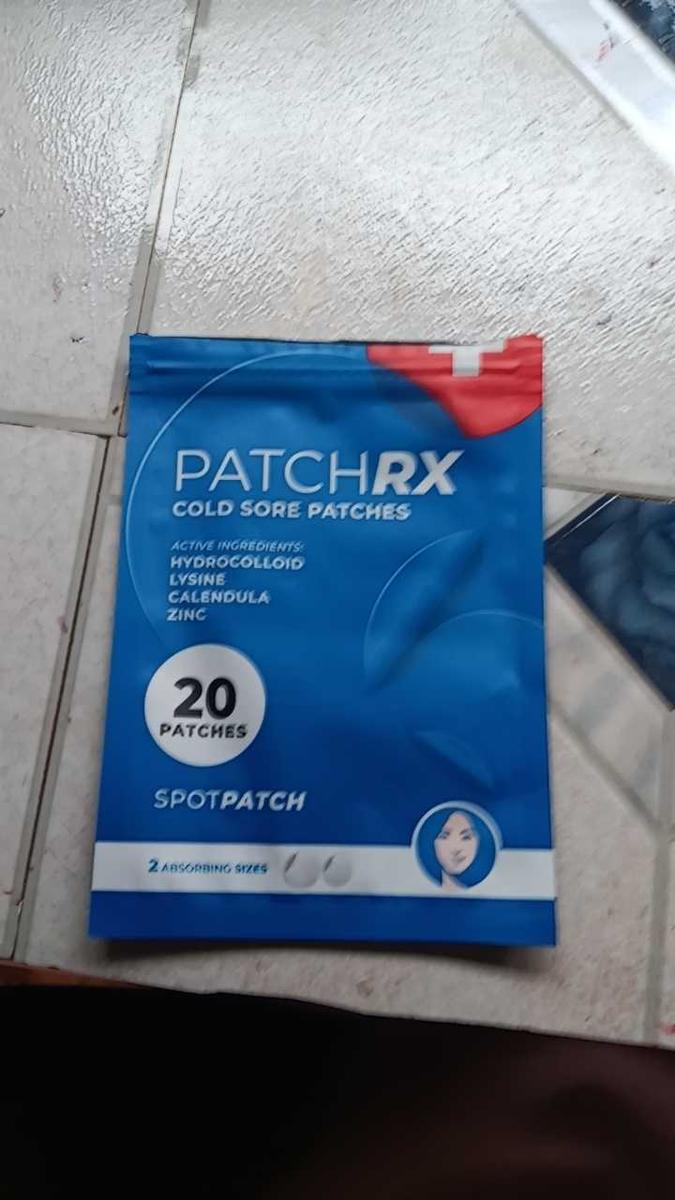 PATCHRX
COLD SORE PATCHES
ACTIVE INGREDIENTS:
HYDROCOLLOID
LYSINE
CALENDULA
ZINC
20
PATCHES
SPOTPATCH
2 ABSORBING SIZES